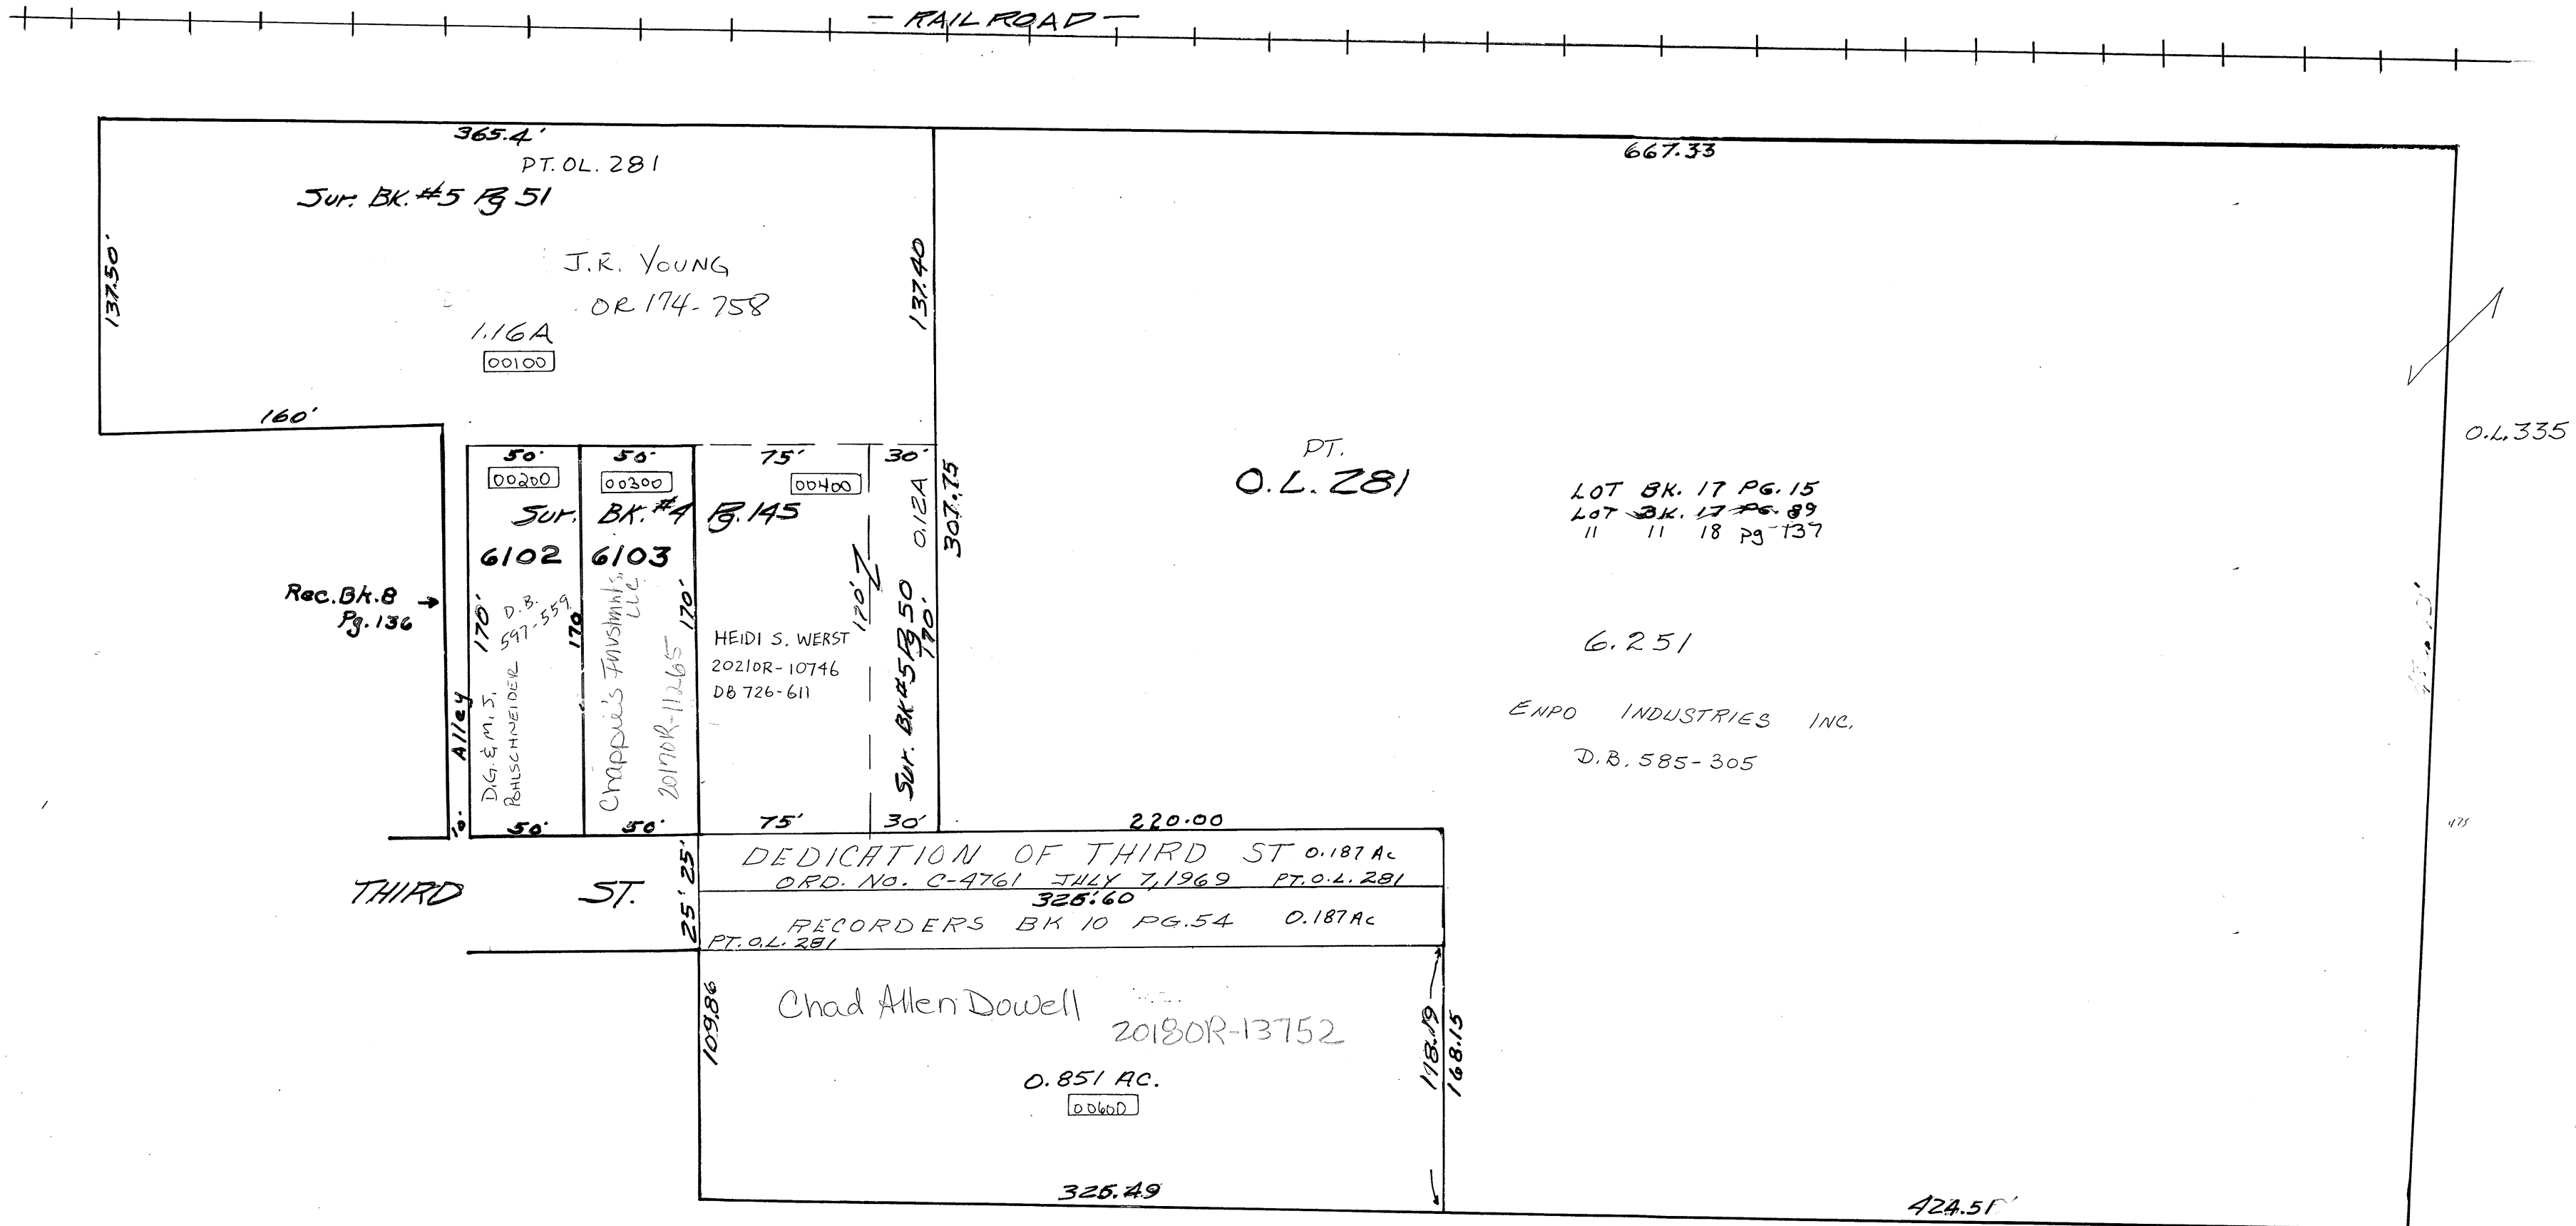 — RAILROAD —
365.4'
PT. OL. 281
Sur. BK. #5 Pg 51
137.50'
J.R. YOUNG
OR 174-758
1.16A
00100
137.40
160'
667.33
PT.
O.L. 281
LOT BK. 17 PG. 15
LOT BK. 17 PG. 89
11 11 18 pg 137
6.251
ENPO INDUSTRIES INC.
D.B. 585-305
O.L. 335
475
50'
00200
50'
00300
75'
00400
30'
Sur. BK. #4 Pg. 145
6102
6103
Rec. Bk. 8 →
Pg. 136
170'
D.B.
597-559
D.G. & M.S.
POHLSCHNEIDER
170
Chappie's Investments,
LLC
2017OR-11265
170'
HEIDI S. WERST
2021OR-10746
DB 726-611
170'
Z
0.12A
Sur. BK #5 Pg 50
170'
307.75
Alley
10'
50'
50'
75'
30'
220.00
25'
25'
THIRD ST.
DEDICATION OF THIRD ST 0.187 Ac
ORD. NO. C-4761 JULY 7, 1969 PT. O.L. 281
325.60
RECORDERS BK 10 PG. 54 0.187 Ac
PT. O.L. 281
109.86
Chad Allen Dowell
2018OR-13752
0.851 AC.
00600
118.19
168.15
325.49
424.51'